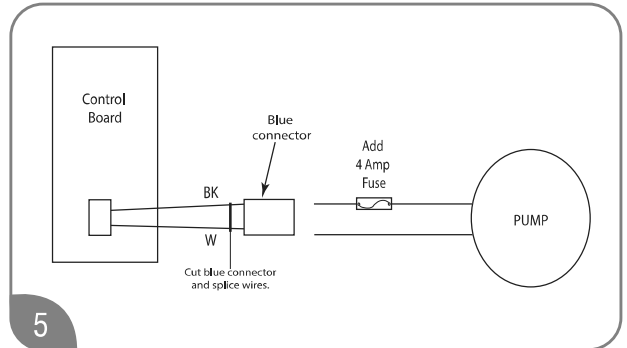 Control
Board
Blue
connector
Add
4 Amp
Fuse
BK
PUMP
W
Cut blue connector
and splice wires.
5